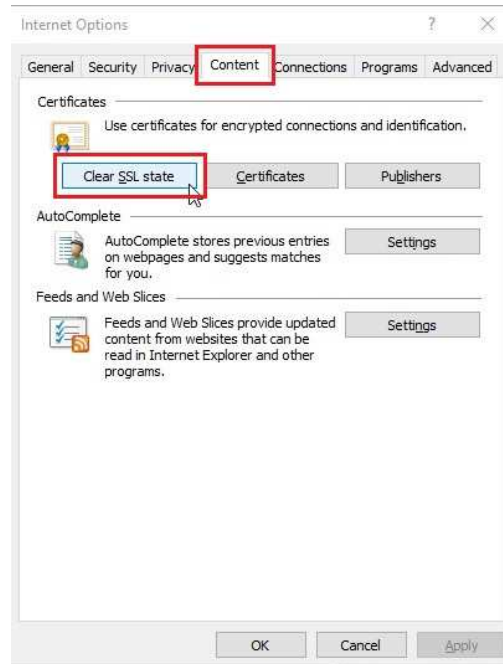 Internet Options
General Security Privacy Content Connections Programs Advanced
Certificates
Use certificates for encrypted connections and identification.
Clear SSL state Certificates Publishers
AutoComplete
AutoComplete stores previous entries
on webpages and suggests matches
for you.
Settings
Feeds and Web Slices
Feeds and Web Slices provide updated
content from websites that can be
read in Internet Explorer and other
programs.
Settings
OK Cancel Apply